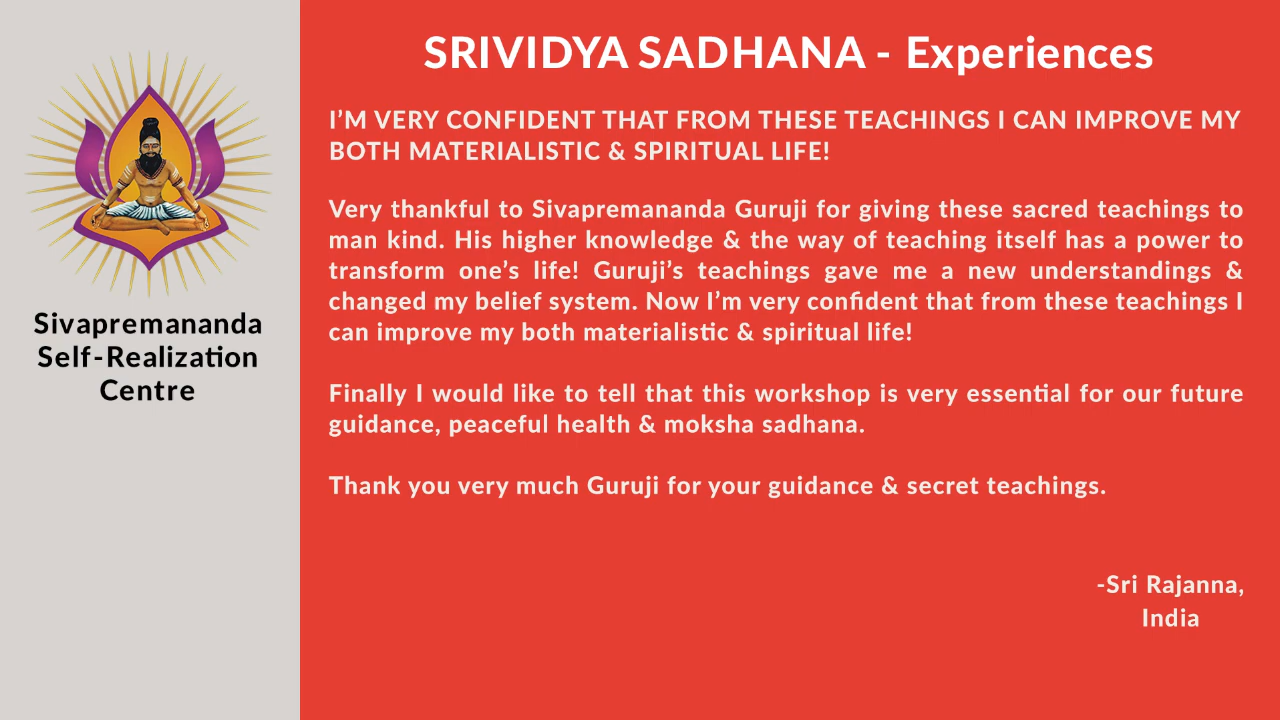 Sivapremananda
Self-Realization
Centre
SRIVIDYA SADHANA - Experiences
I’M VERY CONFIDENT THAT FROM THESE TEACHINGS I CAN IMPROVE MY
BOTH MATERIALISTIC & SPIRITUAL LIFE!
Very thankful to Sivapremananda Guruji for giving these sacred teachings to
man kind. His higher knowledge & the way of teaching itself has a power to
transform one’s life! Guruji’s teachings gave me a new understandings &
changed my belief system. Now I’m very confident that from these teachings I
can improve my both materialistic & spiritual life!
Finally I would like to tell that this workshop is very essential for our future
guidance, peaceful health & moksha sadhana.
Thank you very much Guruji for your guidance & secret teachings.
-Sri Rajanna,
India